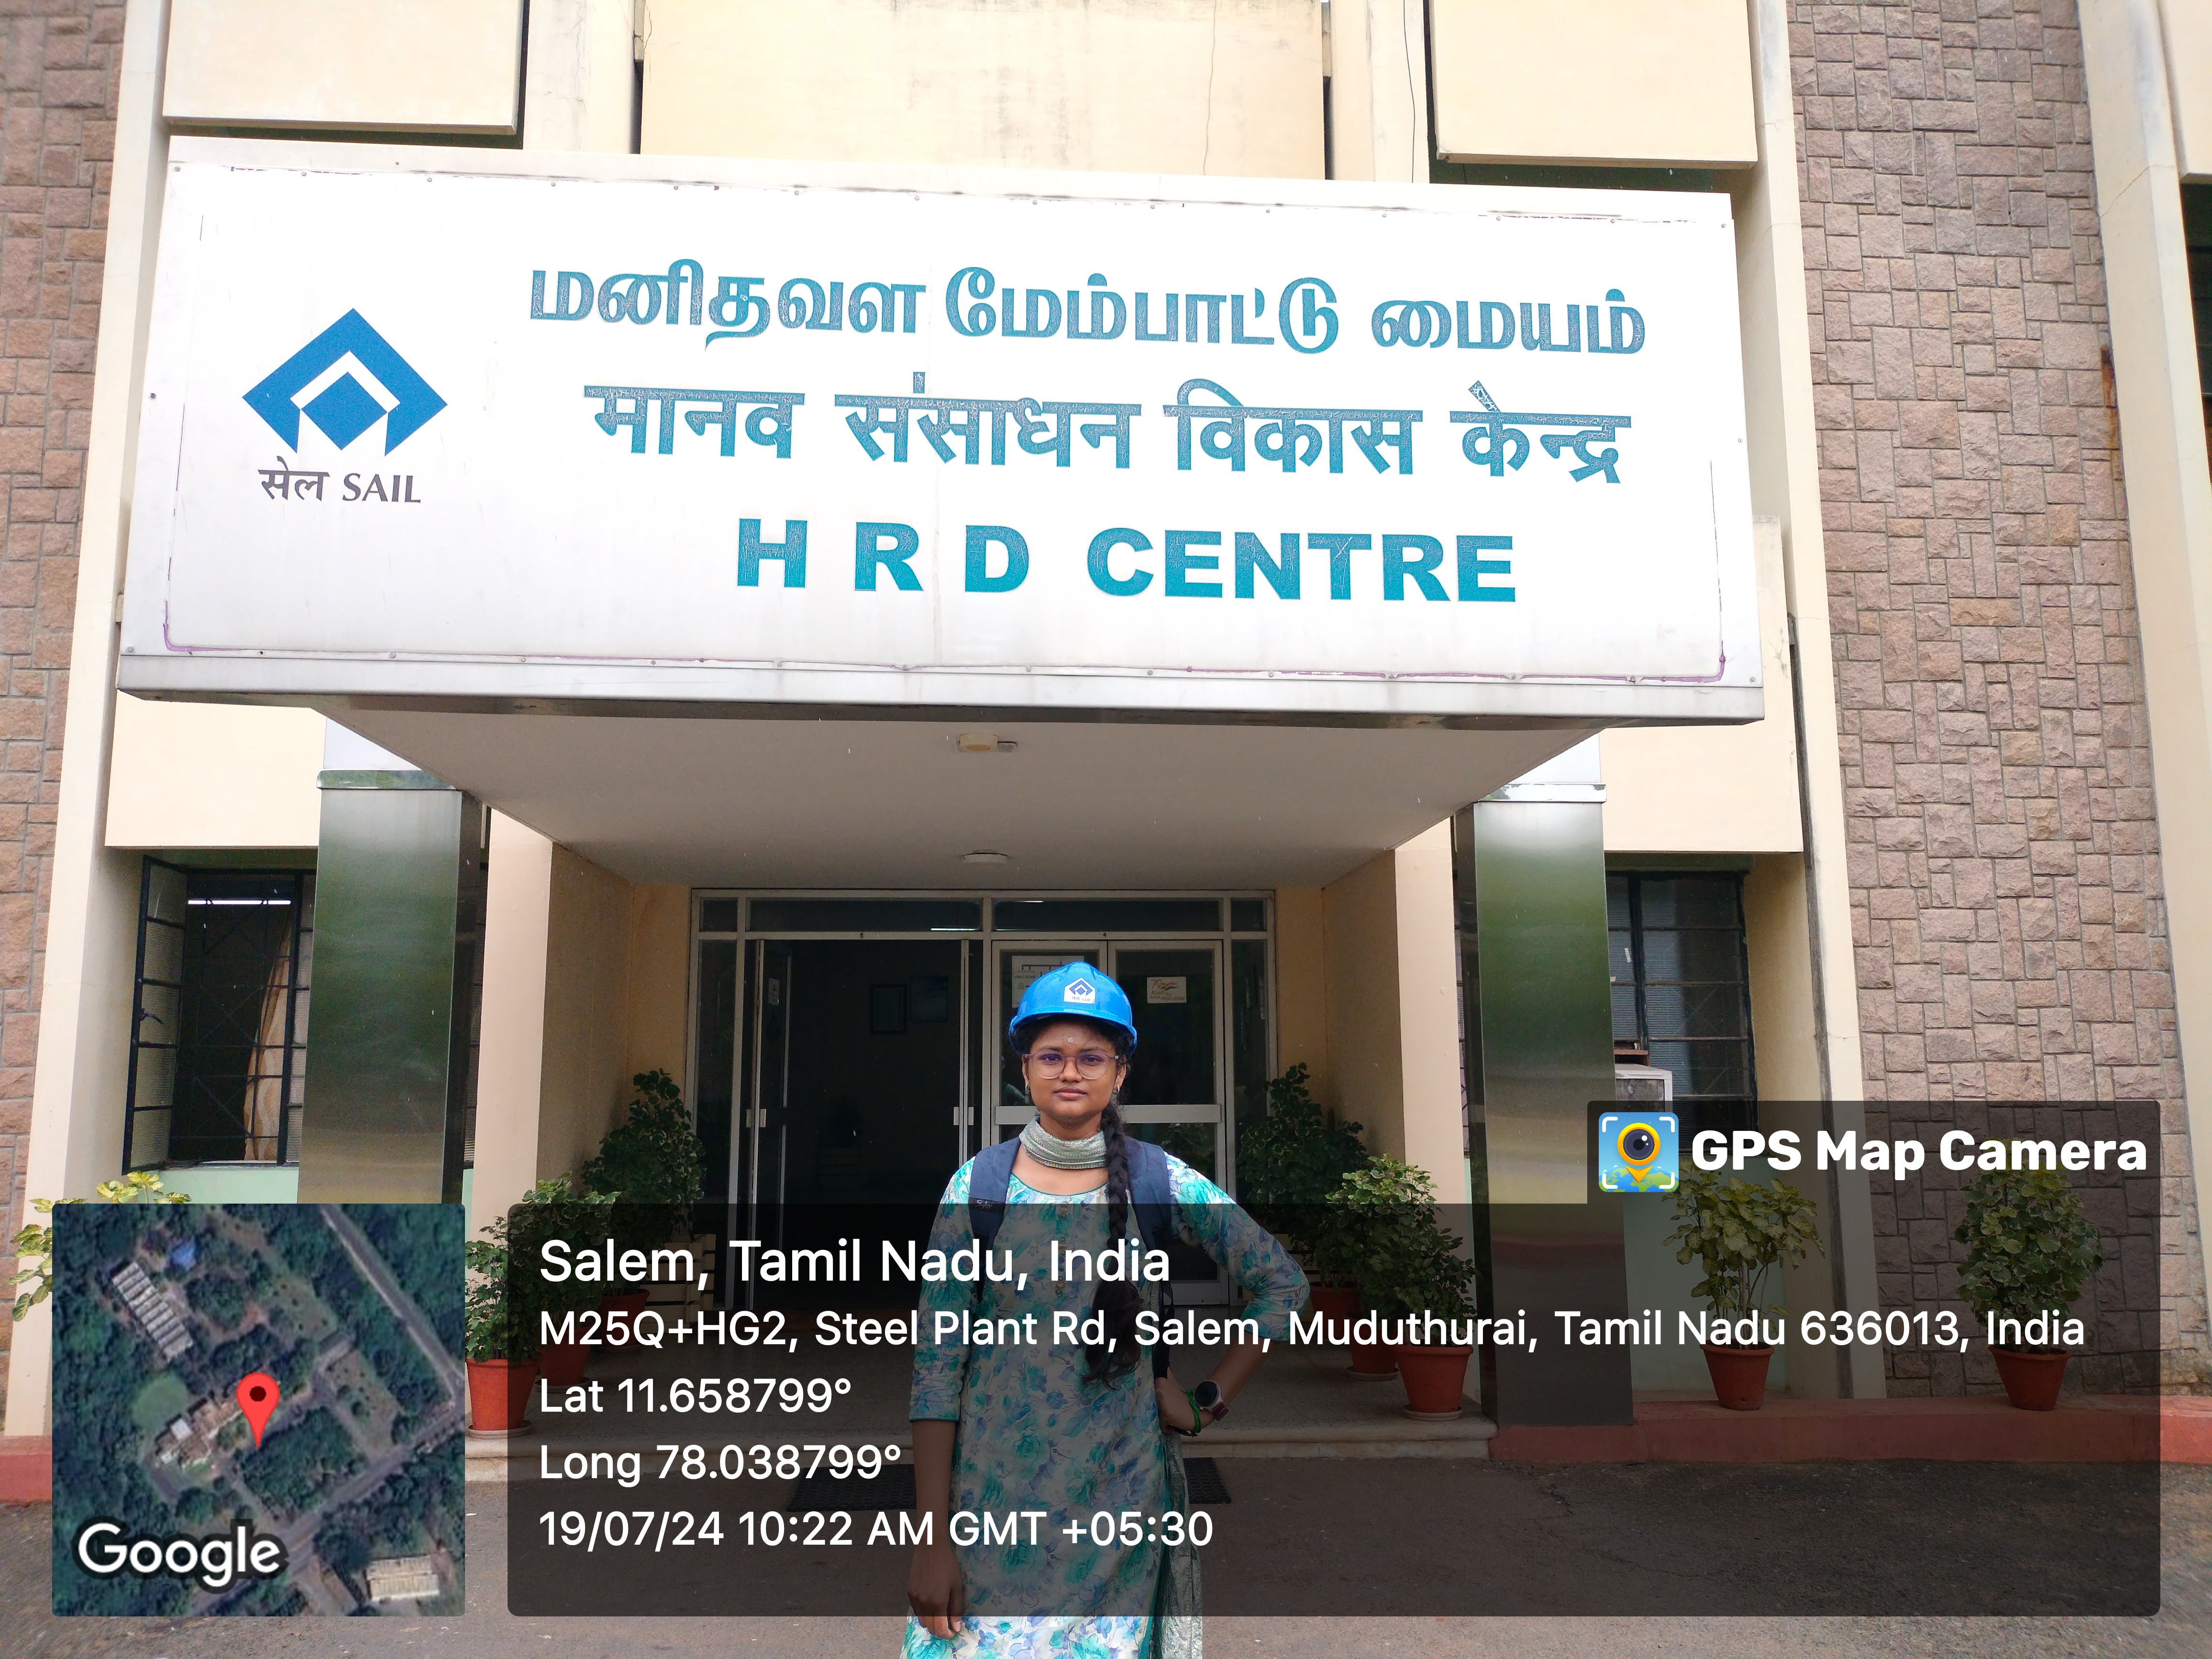 மனிதவள மேம்பாட்டு மையம்
मानव संसाधन विकास केन्द्र
H R D CENTRE
सेल SAIL
GPS Map Camera
Salem, Tamil Nadu, India
M25Q+HG2, Steel Plant Rd, Salem, Muduthurai, Tamil Nadu 636013, India
Lat 11.658799°
Long 78.038799°
19/07/24 10:22 AM GMT +05:30
Google